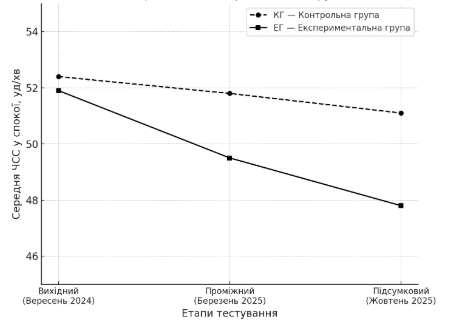 КГ — Контрольна група
ЕГ — Експериментальна група
54
52
50
48
46
Середня ЧСС у спокої, уд/хв
Вихідний
(Вересень 2024)
Проміжний
(Березень 2025)
Підсумковий
(Жовтень 2025)
Етапи тестування